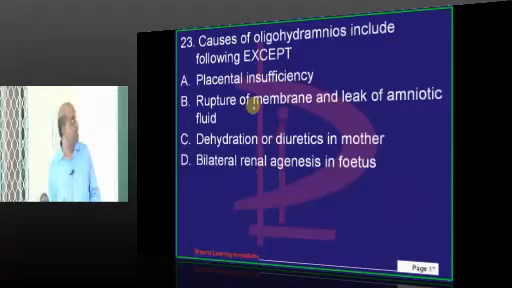 23. Causes of oligohydramnios include
following EXCEPT
A. Placental insufficiency
B. Rupture of membrane and leak of amniotic
fluid
C. Dehydration or diuretics in mother
D. Bilateral renal agenesis in foetus
Learning
Page